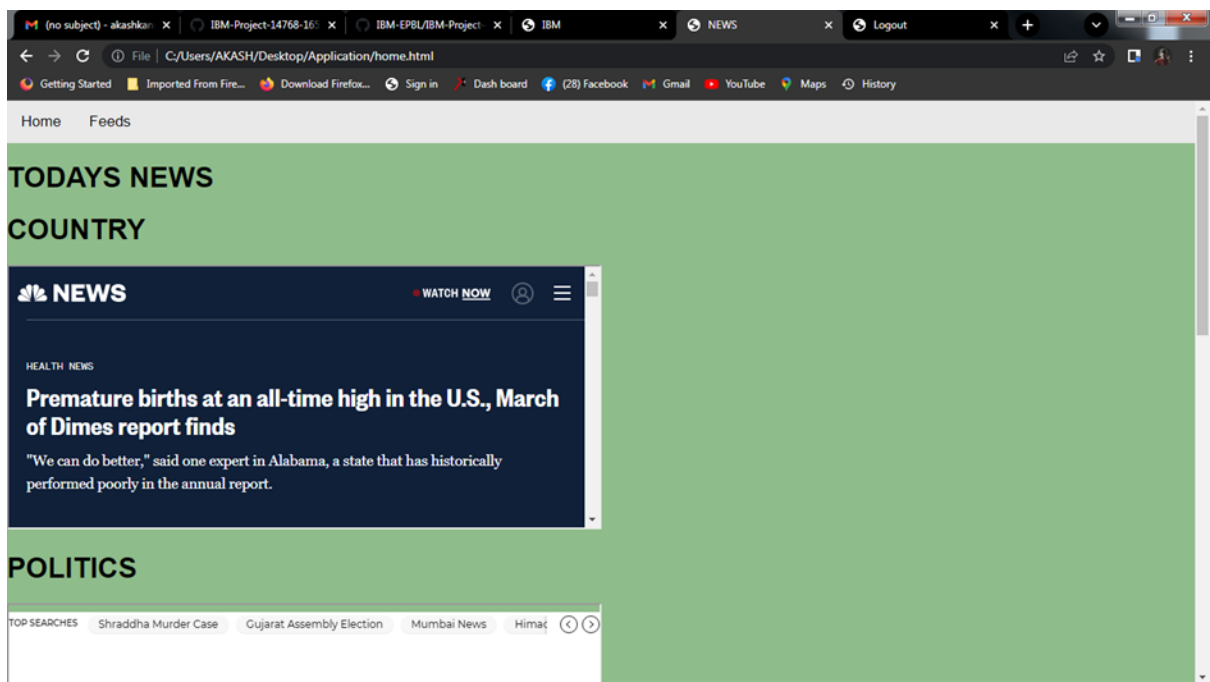 (no subject) - akashkan IBM-Project-14768-165 IBM-EPBL/IBM-Project- IBM NEWS Logout
File C:/Users/AKASH/Desktop/Application/home.html
Getting Started Imported From Fire... Download Firefox... Sign in Dash board (28) Facebook Gmail YouTube Maps History
Home Feeds
TODAYS NEWS
COUNTRY
NEWS WATCH NOW
HEALTH NEWS
Premature births at an all-time high in the U.S., March
of Dimes report finds
"We can do better," said one expert in Alabama, a state that has historically
performed poorly in the annual report.
POLITICS
TOP SEARCHES Shraddha Murder Case Gujarat Assembly Election Mumbai News Himac